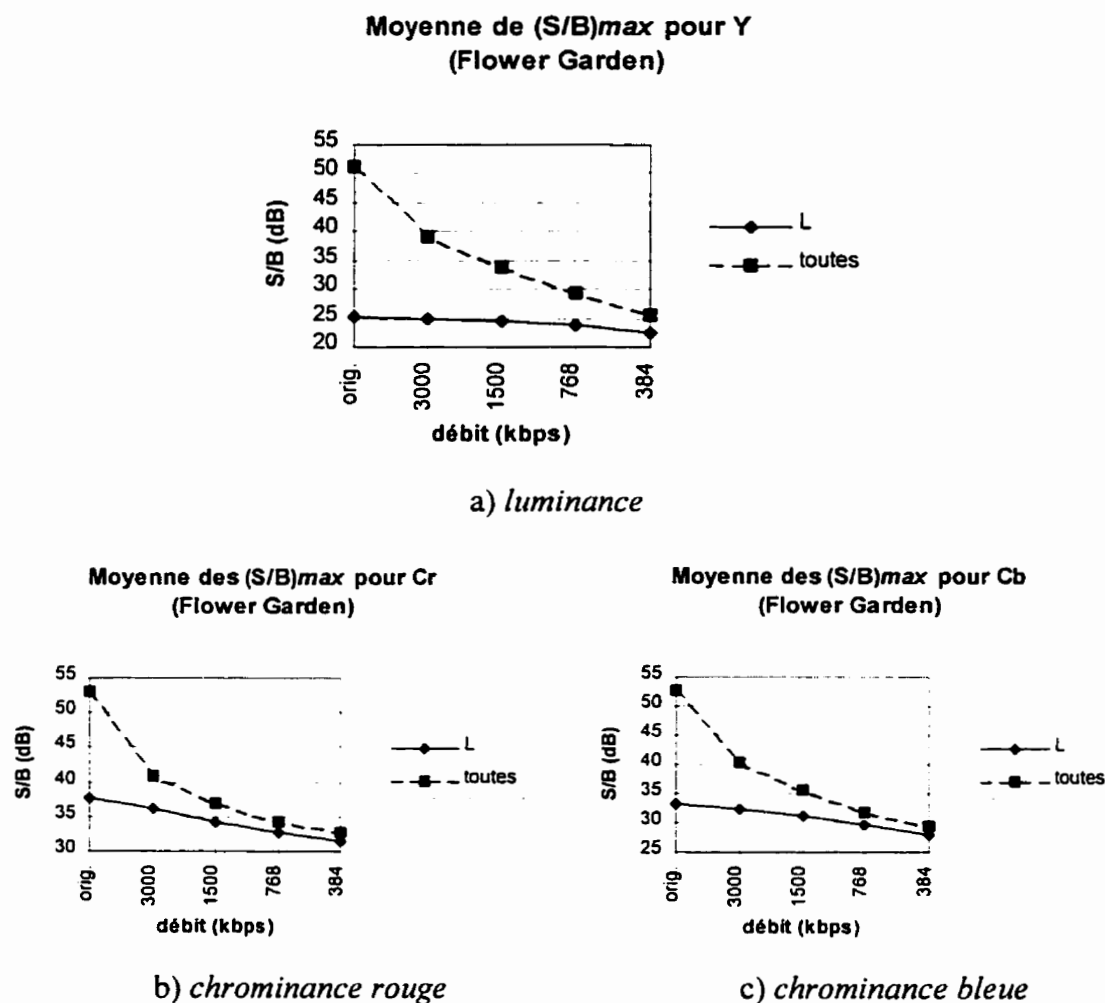 Moyenne de (S/B)max pour Y
(Flower Garden)
55
50
45
40
35
30
25
20
S/B (dB)
orig.
3000
1500
768
384
débit (kbps)
L
toutes
a) luminance
Moyenne des (S/B)max pour Cr
(Flower Garden)
55
50
45
40
35
30
S/B (dB)
orig.
3000
1500
768
384
débit (kbps)
L
toutes
b) chrominance rouge
Moyenne des (S/B)max pour Cb
(Flower Garden)
55
50
45
40
35
30
25
S/B (dB)
orig.
3000
1500
768
384
débit (kbps)
L
toutes
c) chrominance bleue